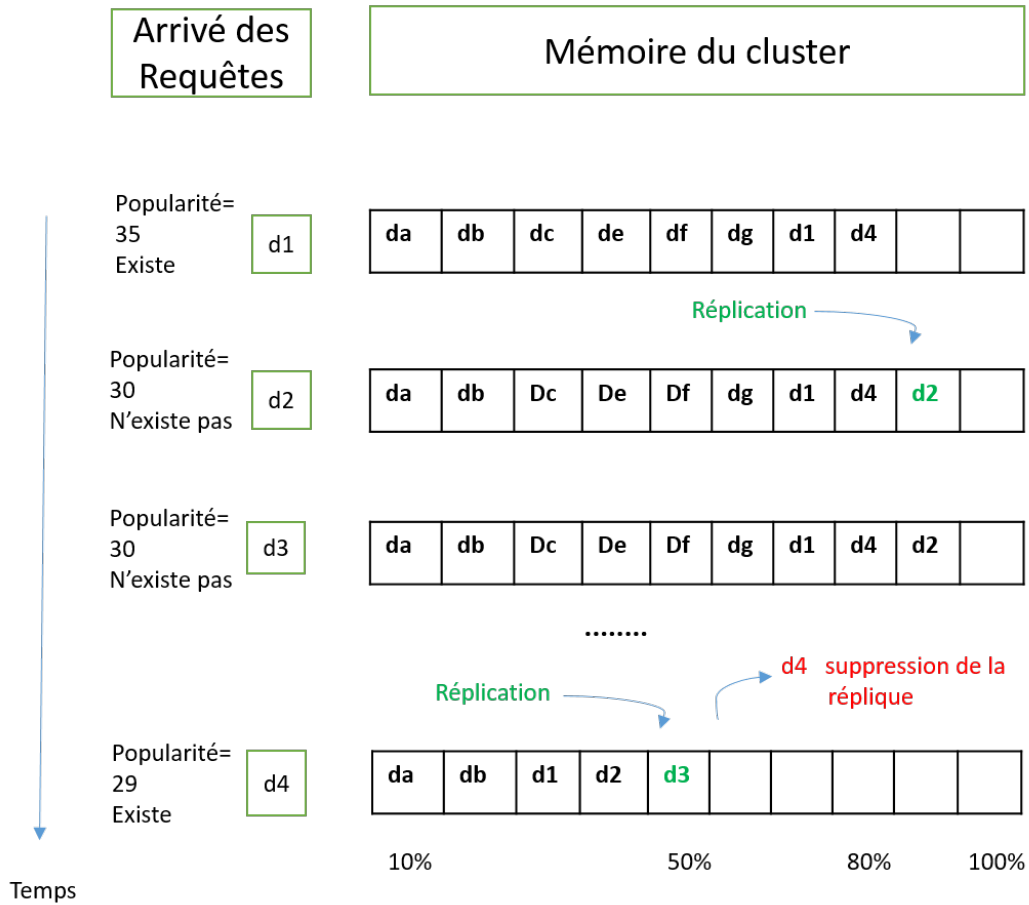 Arrivé des
Requêtes
Mémoire du cluster
Popularité=
35
Existe
d1
da db dc de df dg d1 d4
Réplication
Popularité=
30
N'existe pas
d2
da db Dc De Df dg d1 d4 d2
Popularité=
30
N'existe pas
d3
da db Dc De Df dg d1 d4 d2
........
Réplication
d4 suppression de la
réplique
Popularité=
29
Existe
d4
da db d1 d2 d3
10% 50% 80% 100%
Temps